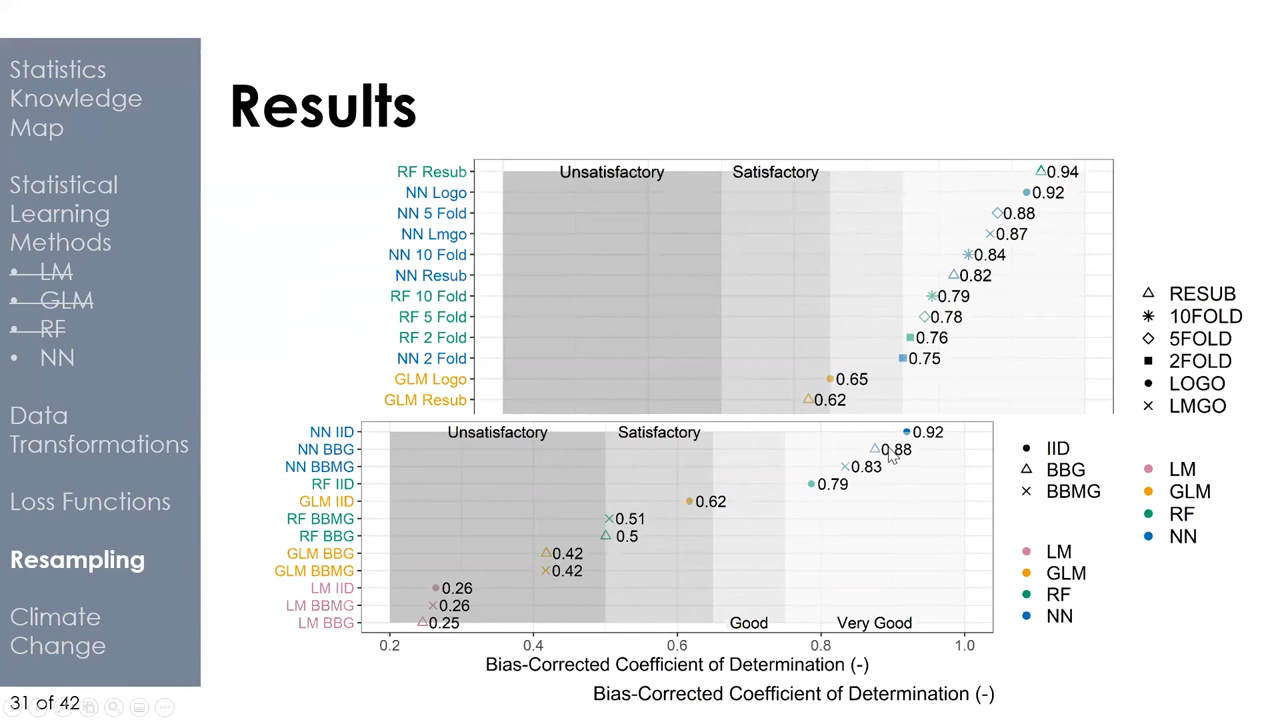 Statistics
Knowledge
Map
Statistical
Learning
Methods
• LM
• GLM
• RF
• NN
Data
Transformations
Loss Functions
Resampling
Climate
Change
31 of 42
Results
Unsatisfactory Satisfactory
RF Resub 0.94
NN Logo 0.92
NN 5 Fold 0.88
NN Lmgo 0.87
NN 10 Fold 0.84
NN Resub 0.82
RF 10 Fold 0.79
RF 5 Fold 0.78
RF 2 Fold 0.76
NN 2 Fold 0.75
GLM Logo 0.65
GLM Resub 0.62
RESUB
10FOLD
5FOLD
2FOLD
LOGO
LMGO
LM
GLM
RF
NN
Unsatisfactory Satisfactory
NN IID 0.92
NN BBG 0.88
NN BBMG 0.83
RF IID 0.79
GLM IID 0.62
RF BBMG 0.51
RF BBG 0.5
GLM BBG 0.42
GLM BBMG 0.42
LM IID 0.26
LM BBMG 0.26
LM BBG 0.25
Good Very Good
0.2 0.4 0.6 0.8 1.0
Bias-Corrected Coefficient of Determination (-)
Bias-Corrected Coefficient of Determination (-)
IID
BBG
BBMG
LM
GLM
RF
NN